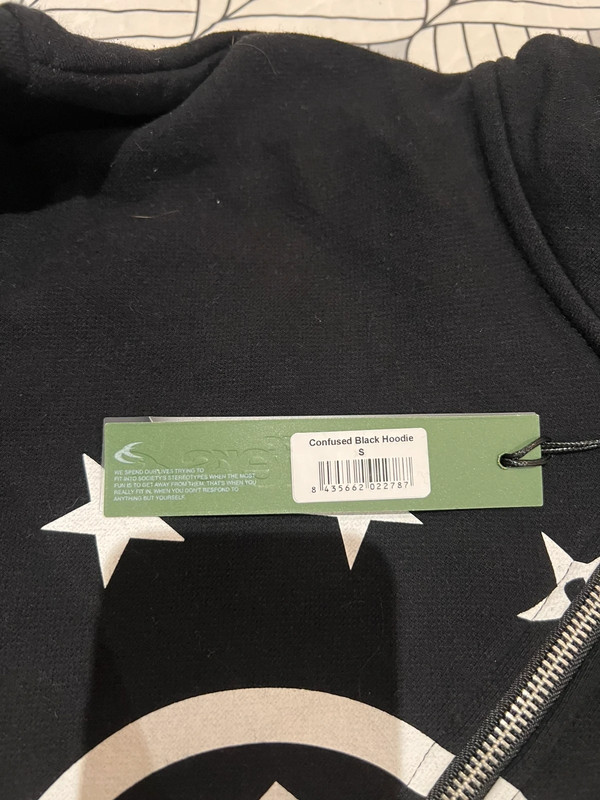 Confused Black Hoodie
S
8 435662 022787
WE SPEND OUR LIVES TRYING TO
FIT INTO SOCIETY'S STEREOTYPES WHEN THE MOST
FUN IS TO GET AWAY FROM THEM. THAT'S WHEN YOU
REALLY FIT IN, WHEN YOU DON'T RESPOND TO
ANYTHING BUT YOURSELF.